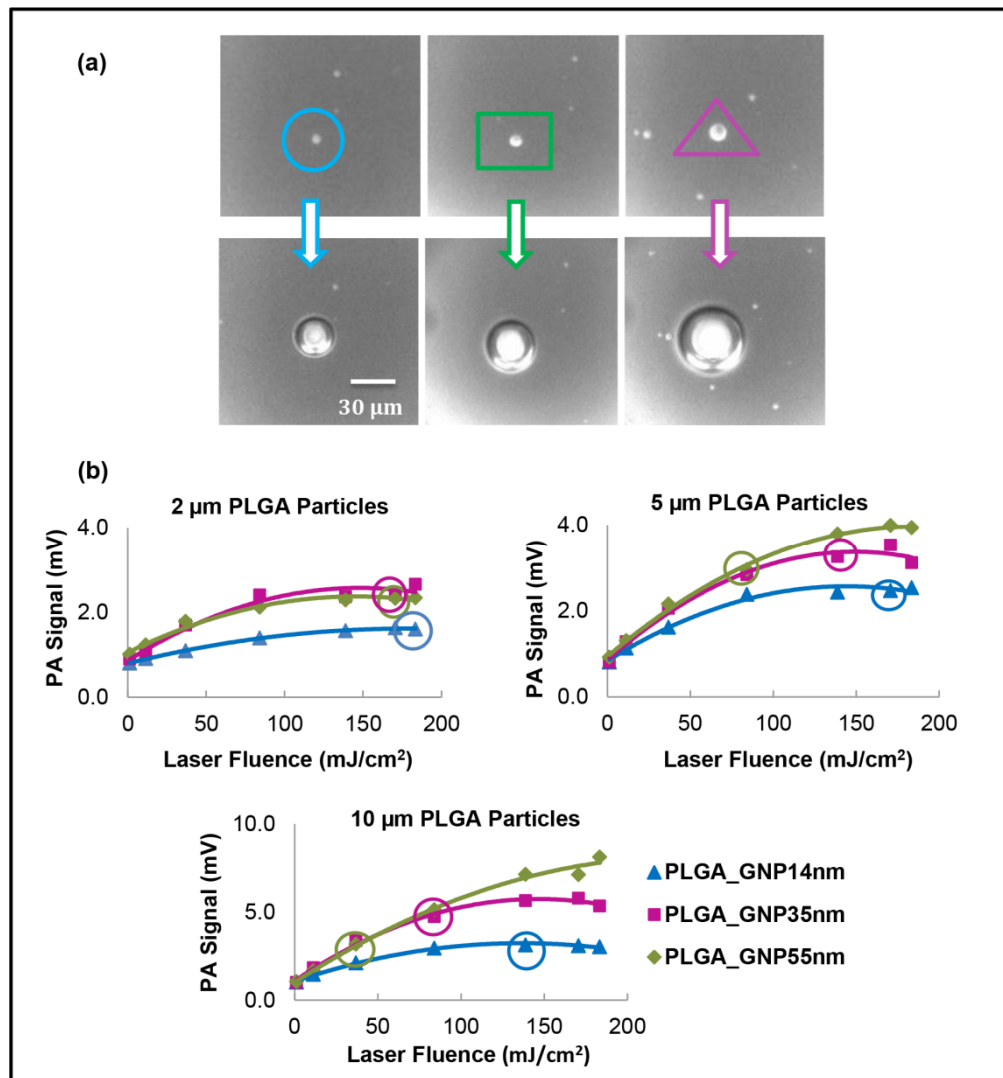 (a)
30 µm
(b)
2 µm PLGA Particles
4.0
2.0
0.0
PA Signal (mV)
0
50
100
150
200
Laser Fluence (mJ/cm²)
5 µm PLGA Particles
4.0
2.0
0.0
PA Signal (mV)
0
50
100
150
200
Laser Fluence (mJ/cm²)
10 µm PLGA Particles
10.0
5.0
0.0
PA Signal (mV)
0
50
100
150
200
Laser Fluence (mJ/cm²)
PLGA_GNP14nm
PLGA_GNP35nm
PLGA_GNP55nm